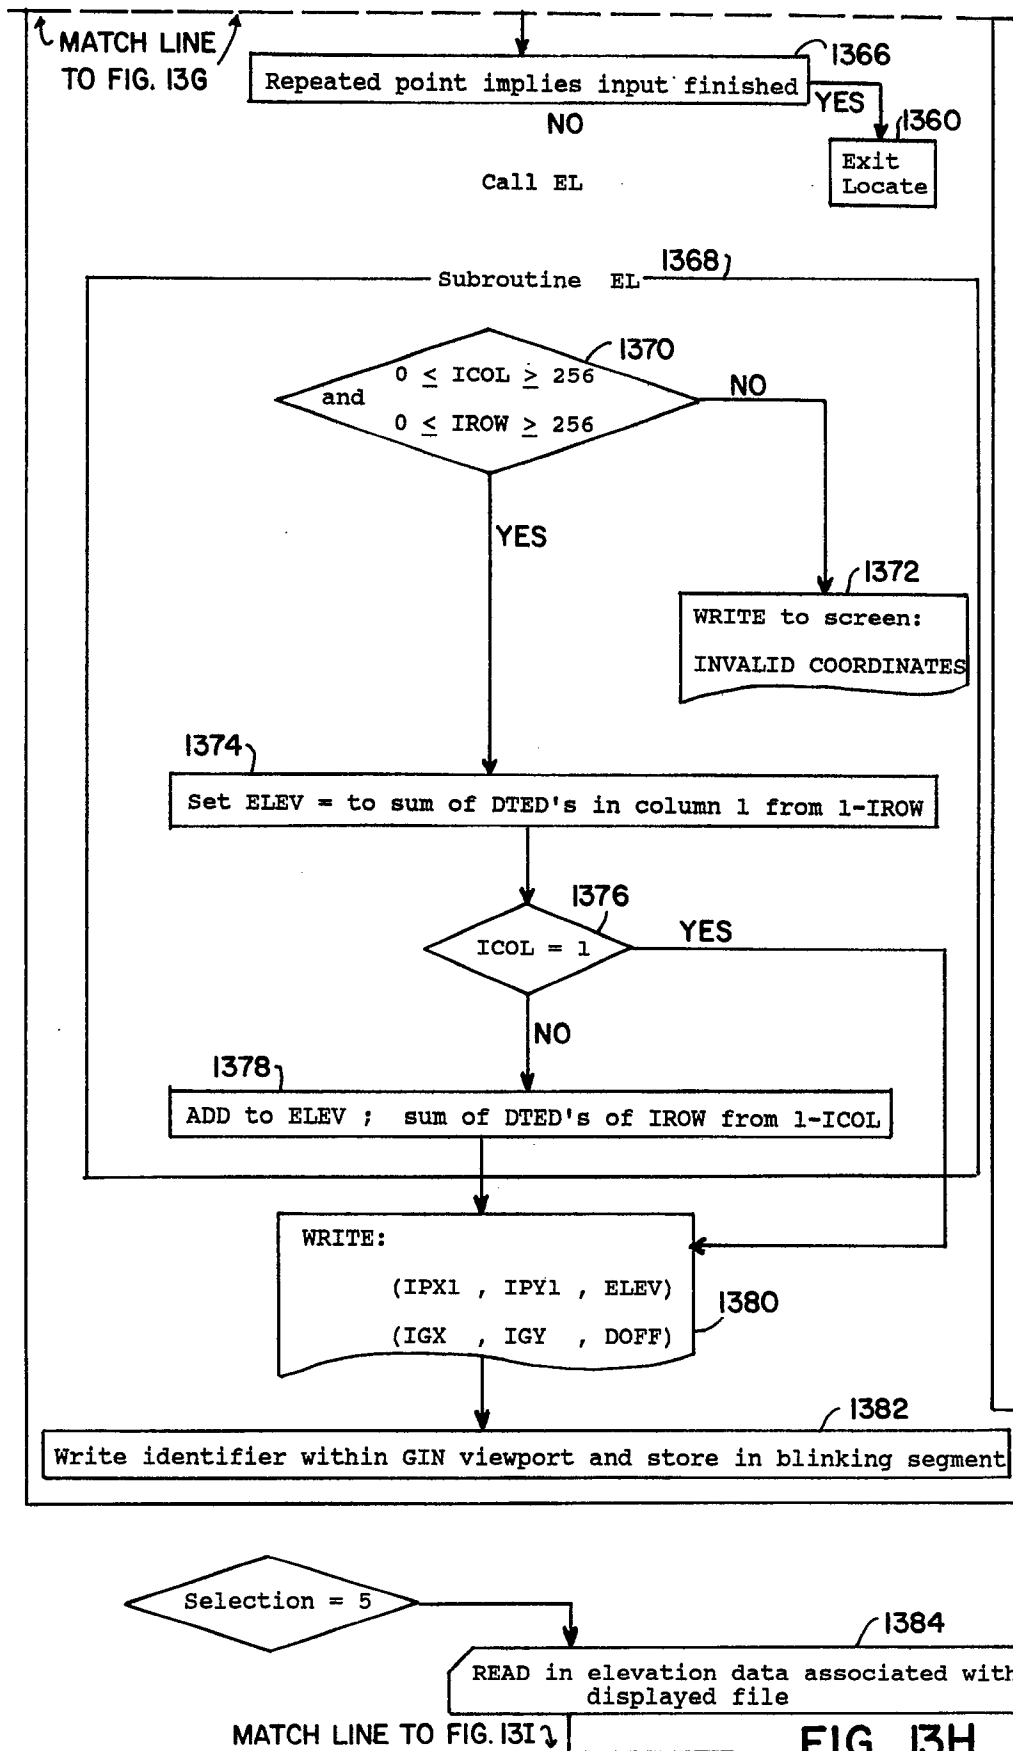 MATCH LINE
TO FIG. 13G
1366
Repeated point implies input finished
YES
NO
1360
Exit
Locate
Call EL
1368
Subroutine EL
1370
0 ≤ ICOL ≥ 256
and
0 ≤ IROW ≥ 256
NO
YES
1372
WRITE to screen:
INVALID COORDINATES
1374
Set ELEV = to sum of DTED's in column 1 from 1-IROW
1376
ICOL = 1
YES
NO
1378
ADD to ELEV ; sum of DTED's of IROW from 1-ICOL
WRITE:
(IPX1 , IPY1 , ELEV)
(IGX , IGY , DOFF)
1380
1382
Write identifier within GIN viewport and store in blinking segment
Selection = 5
1384
READ in elevation data associated with
displayed file
MATCH LINE TO FIG. 13I
FIG. 13H